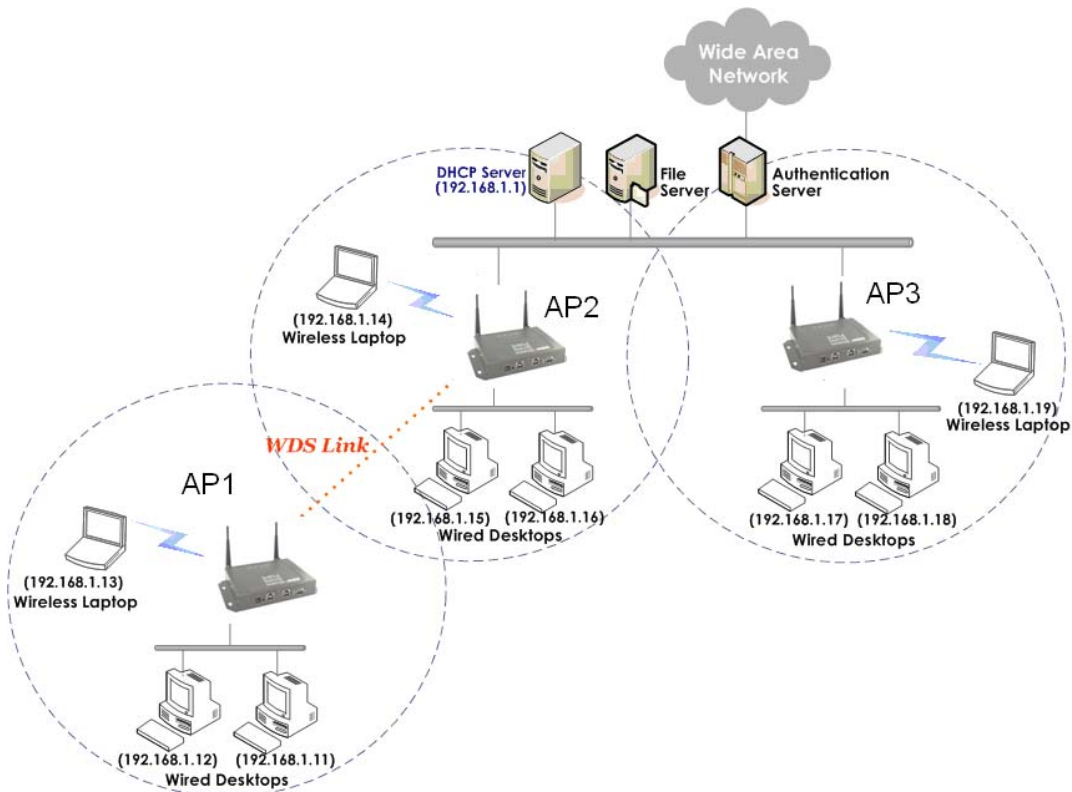 Wide Area
Network
DHCP Server
(192.168.1.1)
File
Server
Authentication
Server
(192.168.1.14)
Wireless Laptop
AP2
AP3
(192.168.1.19)
Wireless Laptop
WDS Link
(192.168.1.15)
(192.168.1.16)
Wired Desktops
(192.168.1.17)
(192.168.1.18)
Wired Desktops
AP1
(192.168.1.13)
Wireless Laptop
(192.168.1.12)
(192.168.1.11)
Wired Desktops